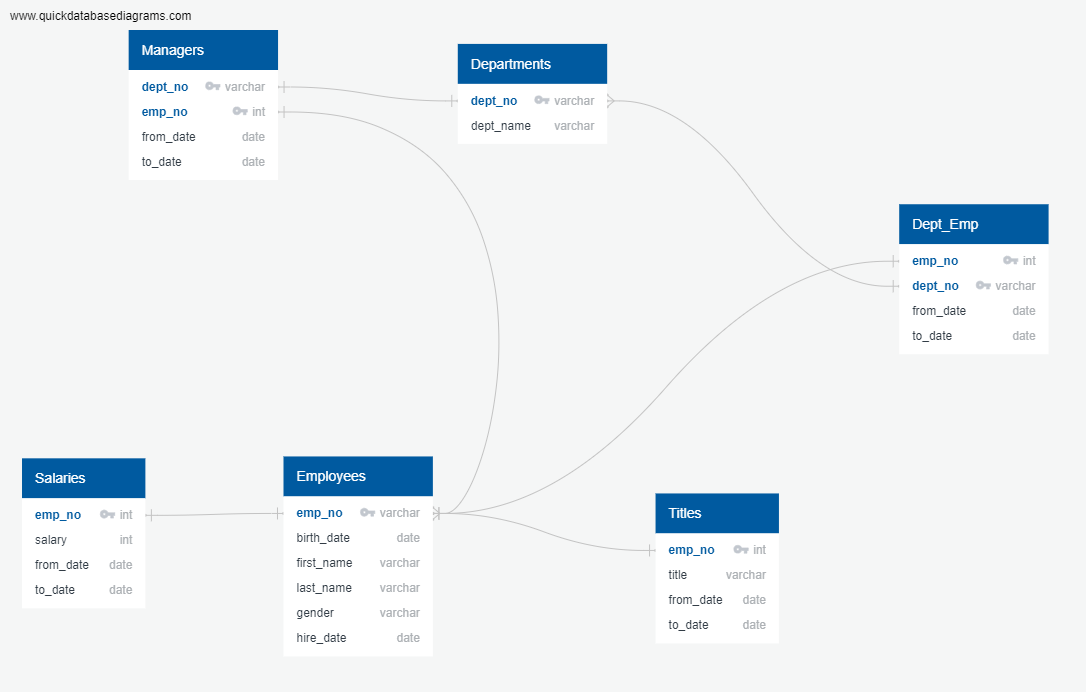 www.quickdatabasediagrams.com
Managers
dept_no varchar
emp_no int
from_date date
to_date date
Departments
dept_no varchar
dept_name varchar
Dept_Emp
emp_no int
dept_no varchar
from_date date
to_date date
Salaries
emp_no int
salary int
from_date date
to_date date
Employees
emp_no varchar
birth_date date
first_name varchar
last_name varchar
gender varchar
hire_date date
Titles
emp_no int
title varchar
from_date date
to_date date